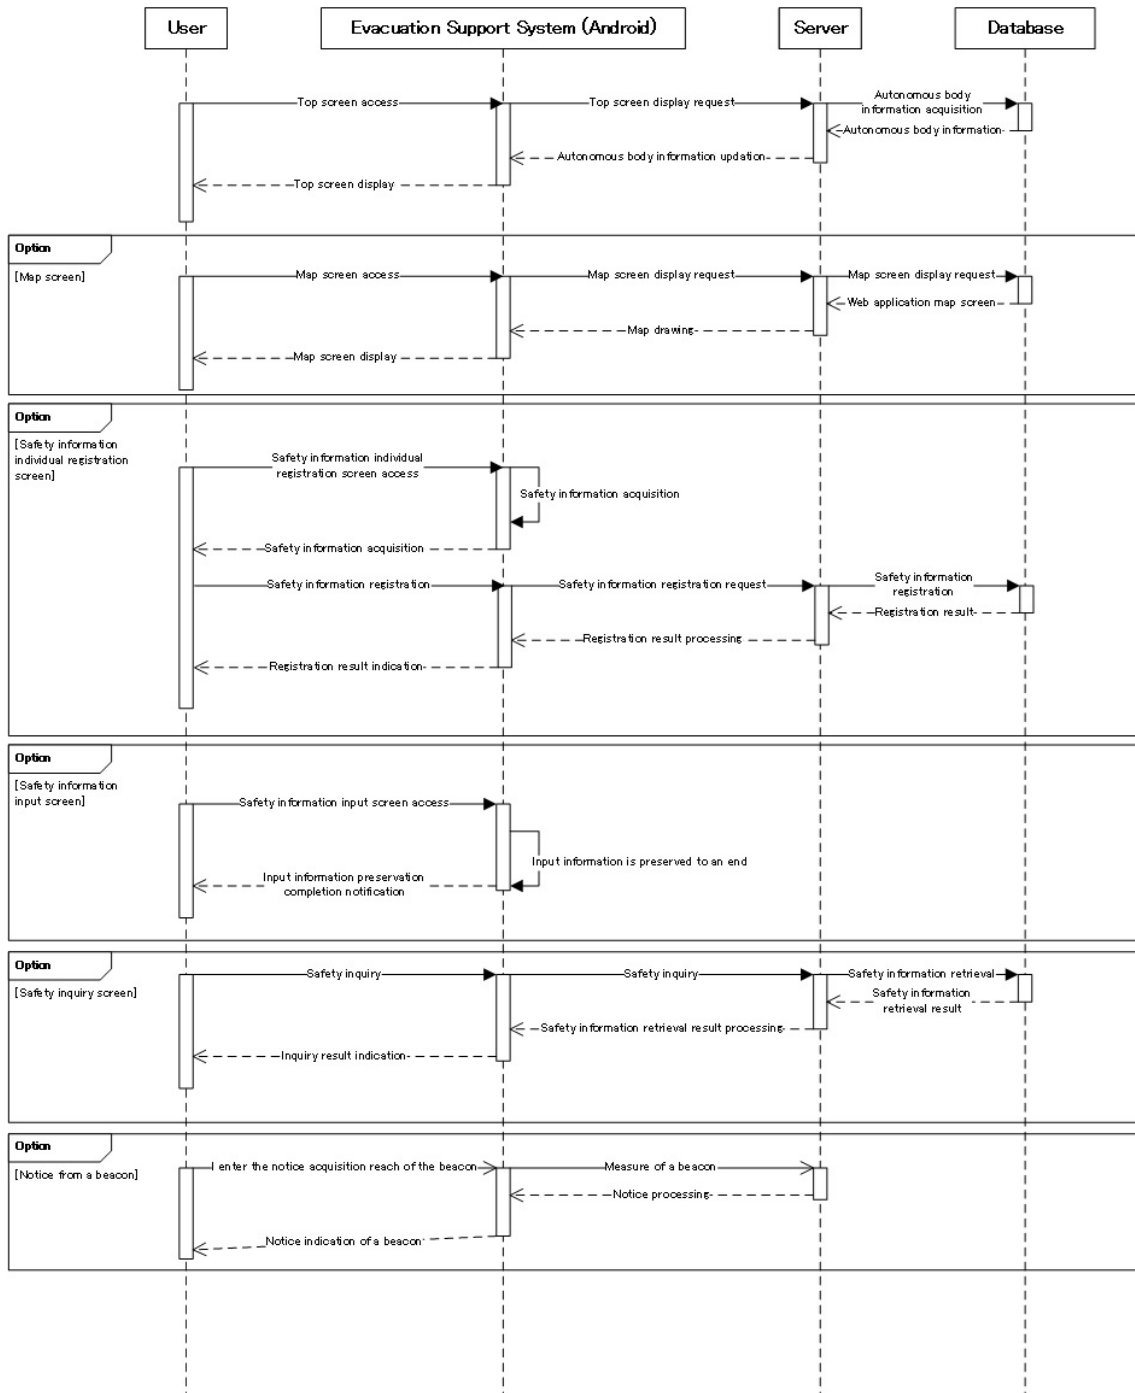 User
Evacuation Support System (Android)
Server
Database
Top screen access
Top screen display request
Autonomous body
information acquisition
Autonomous body information
Autonomous body information updation
Top screen display
Option
[Map screen]
Map screen access
Map screen display request
Map screen display request
Web application map screen
Map drawing
Map screen display
Option
[Safety information
individual registration
screen]
Safety information individual
registration screen access
Safety information acquisition
Safety information acquisition
Safety information registration
Safety information registration request
Safety information
registration
Registration result
Registration result processing
Registration result indication
Option
[Safety information
input screen]
Safety information input screen access
Input information is preserved to an end
Input information preservation
completion notification
Option
[Safety inquiry screen]
Safety inquiry
Safety inquiry
Safety information retrieval
Safety information
retrieval result
Safety information retrieval result processing
Inquiry result indication
Option
[Notice from a beacon]
I enter the notice acquisition reach of the beacon
Measure of a beacon
Notice processing
Notice indication of a beacon